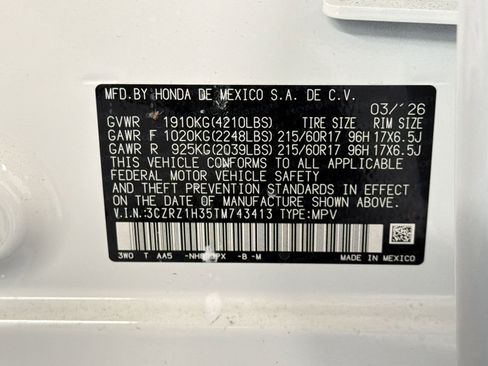 MFD.BY HONDA DE MEXICO S.A. DE C.V.
03/´26
GVWR 1910KG(4210LBS) TIRE SIZE RIM SIZE
GAWR F 1020KG(2248LBS) 215/60R17 96H 17X6.5J
GAWR R 925KG(2039LBS) 215/60R17 96H 17X6.5J
THIS VEHICLE CONFORMS TO ALL APPLICABLE
FEDERAL MOTOR VEHICLE SAFETY AND
THEFT PREVENTION STANDARDS IN EFFECT ON THE
DATE OF MANUFACTURE SHOWN ABOVE.
V.I.N.:3CZRZ1H35TM743413 TYPE:MPV
3W0 T AA5 -B -M MADE IN MEXICO